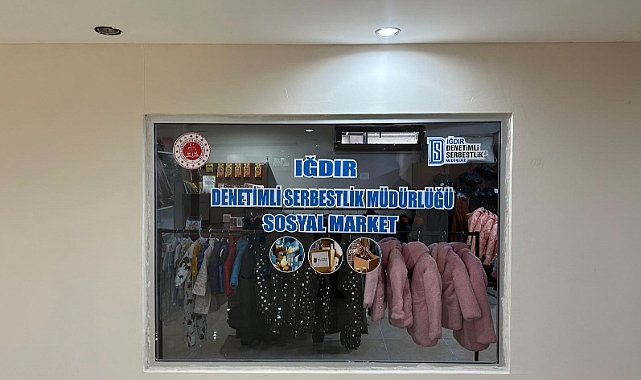 IĞDIR
DENETİMLİ SERBESTLİK MÜDÜRLÜĞÜ
SOSYAL MARKET
IĞDIR
DENETİMLİ
SERBESTLİK